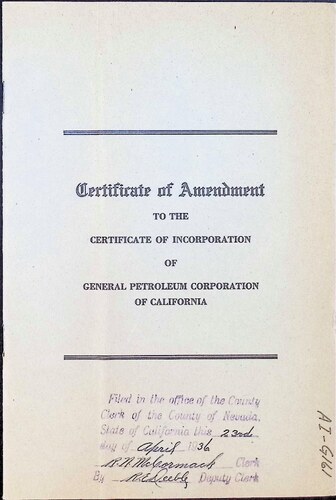 Certificate of Amendment
TO THE
CERTIFICATE OF INCORPORATION
OF
GENERAL PETROLEUM CORPORATION
OF CALIFORNIA
Filed in the office of the County
Clerk of the County of Nevada,
State of California this 23rd
day of April 1936
R.N. McCormack Clerk
By R.E. Deeble Deputy Clerk